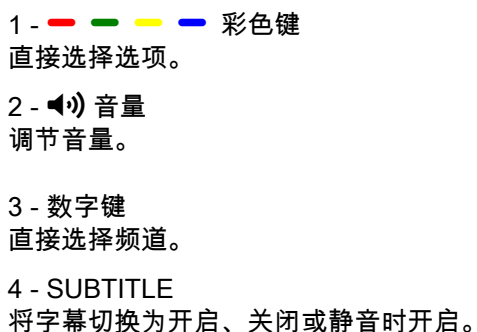 1 - 彩色键
直接选择选项。
2 - 音量
调节音量。
3 - 数字键
直接选择频道。
4 - SUBTITLE
将字幕切换为开启、关闭或静音时开启。